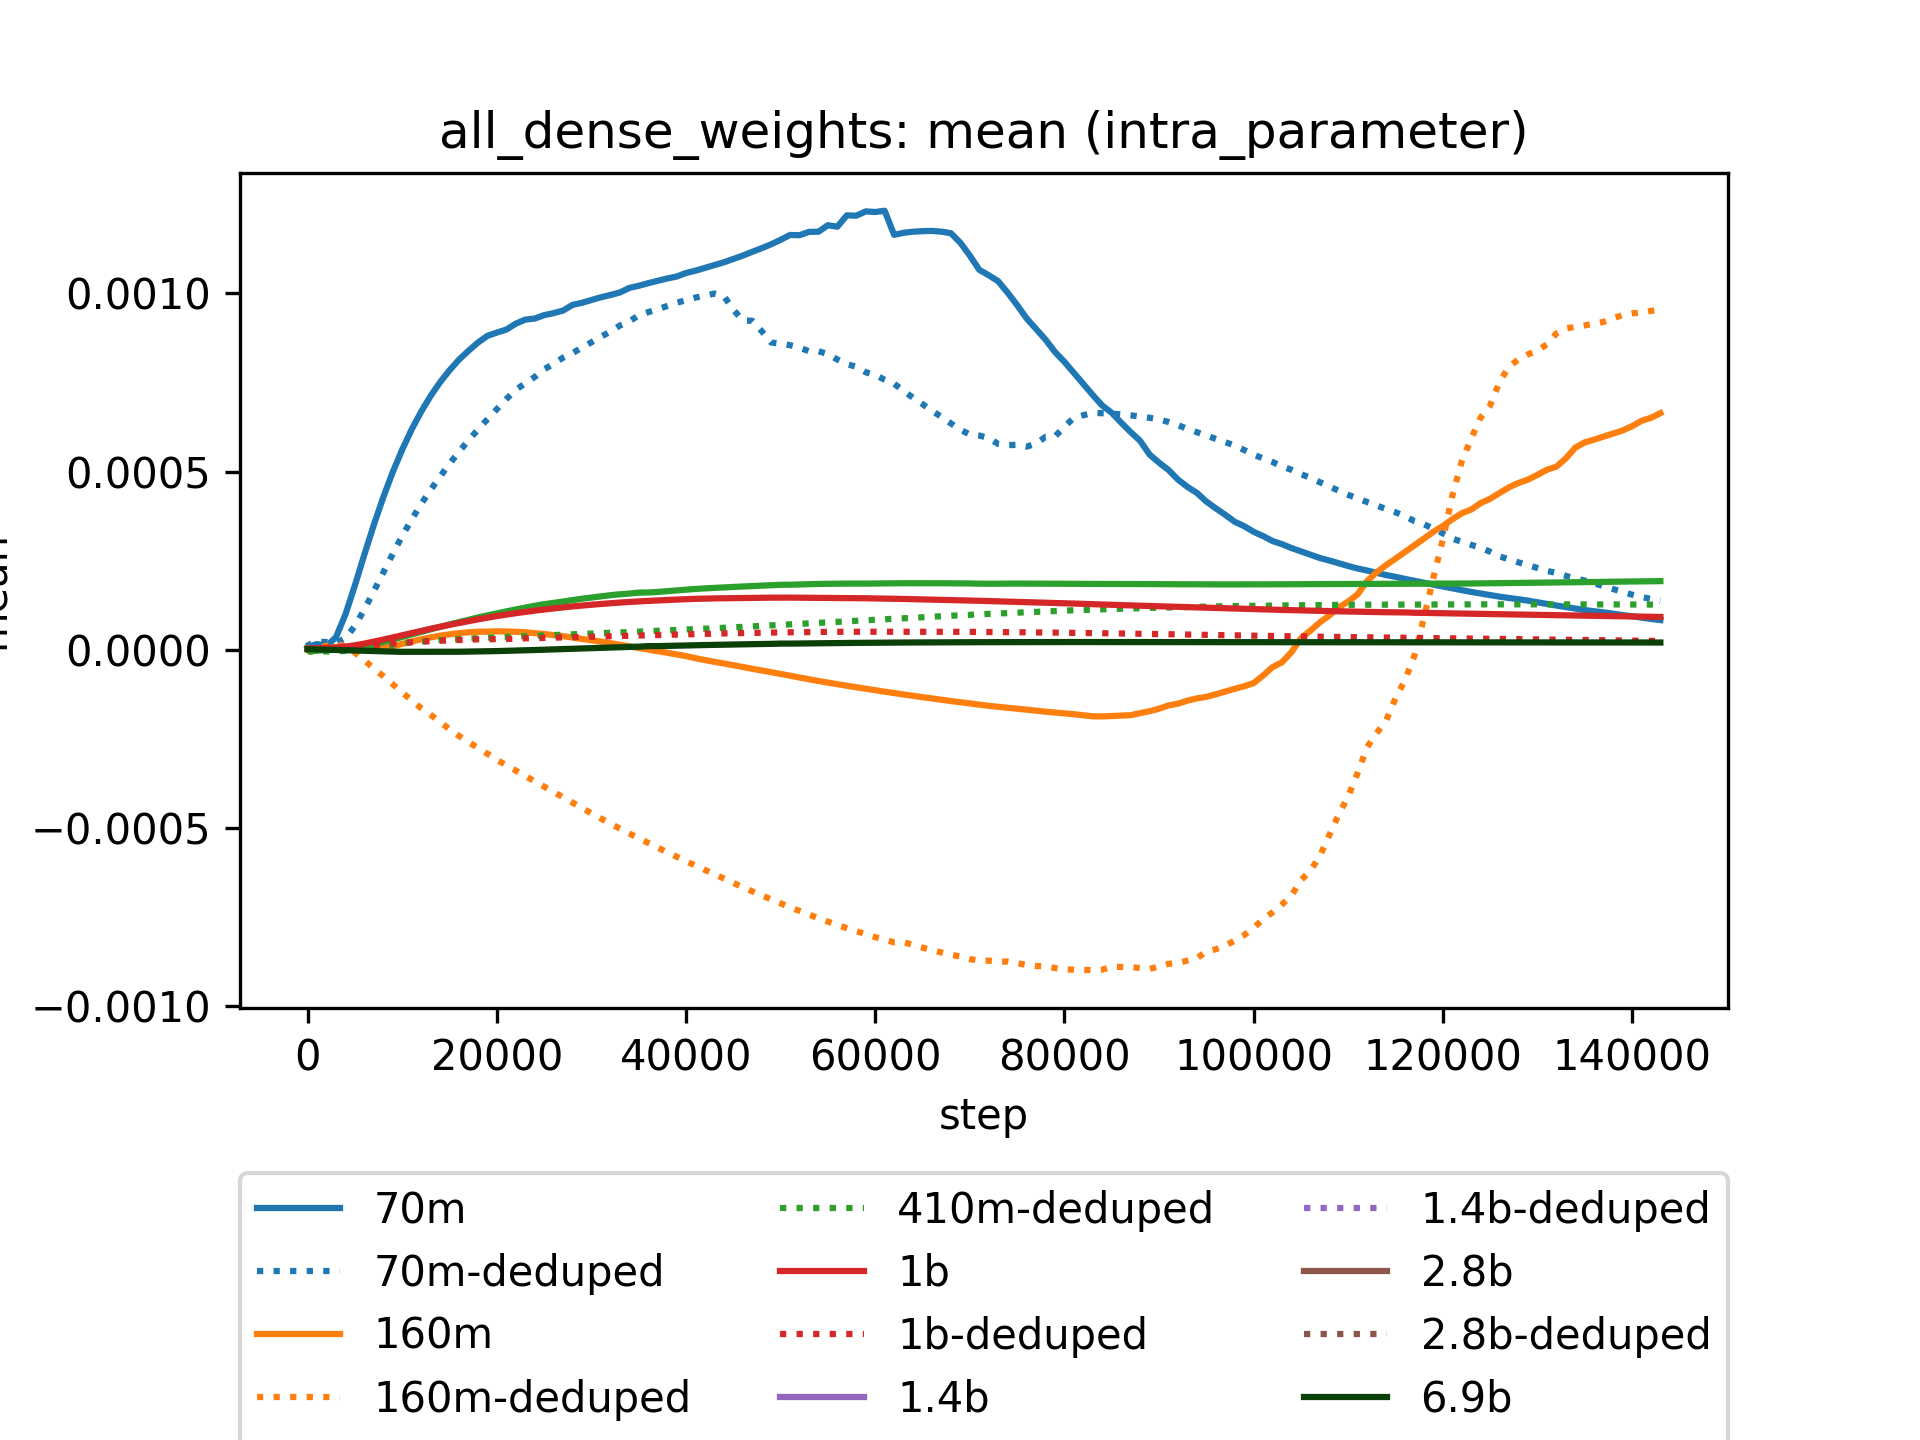 all_dense_weights: mean (intra_parameter)
0.0010
0.0005
0.0000
−0.0005
−0.0010
0 20000 40000 60000 80000 100000 120000 140000
step
70m 410m-deduped 1.4b-deduped
70m-deduped 1b 2.8b
160m 1b-deduped 2.8b-deduped
160m-deduped 1.4b 6.9b